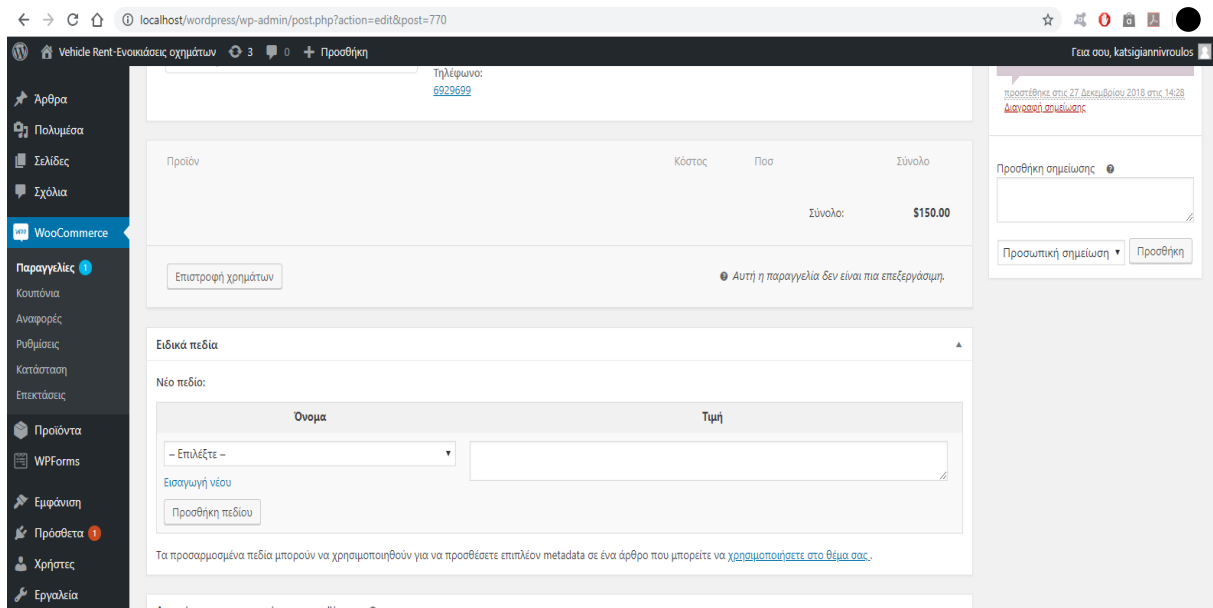 localhost/wordpress/wp-admin/post.php?action=edit&post=770
Vehicle Rent-Ενοικιάσεις οχημάτων 3 0 Προσθήκη
Γεια σου, katsigiannivroulos
Άρθρα
Πολυμέσα
Σελίδες
Σχόλια
WooCommerce
Παραγγελίες 1
Κουπόνια
Αναφορές
Ρυθμίσεις
Κατάσταση
Επεκτάσεις
Προϊόντα
WPForms
Εμφάνιση
Πρόσθετα 1
Χρήστες
Εργαλεία
Τηλέφωνο:
6929699
Προϊόν Κόστος Ποσ Σύνολο
Σύνολο: $150.00
Επιστροφή χρημάτων
Αυτή η παραγγελία δεν είναι πια επεξεργάσιμη.
Ειδικά πεδία
Νέο πεδίο:
Όνομα Τιμή
– Επιλέξτε –
Εισαγωγή νέου
Προσθήκη πεδίου
Τα προσαρμοσμένα πεδία μπορούν να χρησιμοποιηθούν για να προσθέσετε επιπλέον metadata σε ένα άρθρο που μπορείτε να χρησιμοποιήσετε στο θέμα σας .
προστέθηκε στις 27 Δεκεμβρίου 2018 στις 14:28
Διαγραφή σημείωσης
Προσθήκη σημείωσης
Προσωπική σημείωση
Προσθήκη